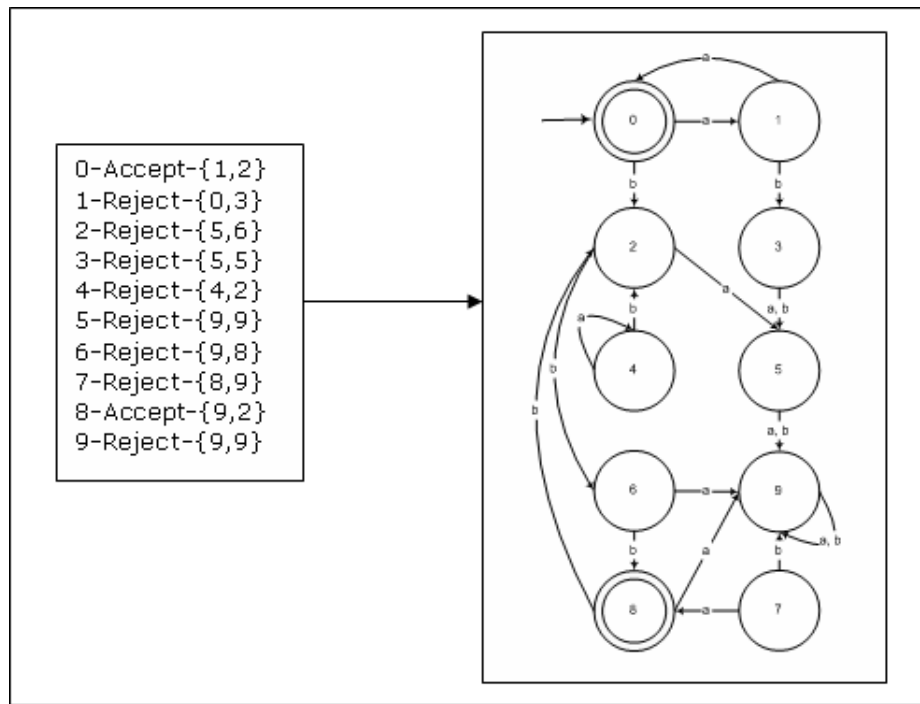 0-Accept-{1,2}
1-Reject-{0,3}
2-Reject-{5,6}
3-Reject-{5,5}
4-Reject-{4,2}
5-Reject-{9,9}
6-Reject-{9,8}
7-Reject-{8,9}
8-Accept-{9,2}
9-Reject-{9,9}
a
0
a
1
b
b
2
3
a
b
a, b
a
4
5
b
b
a, b
6
a
9
b
a
b
a, b
8
a
7